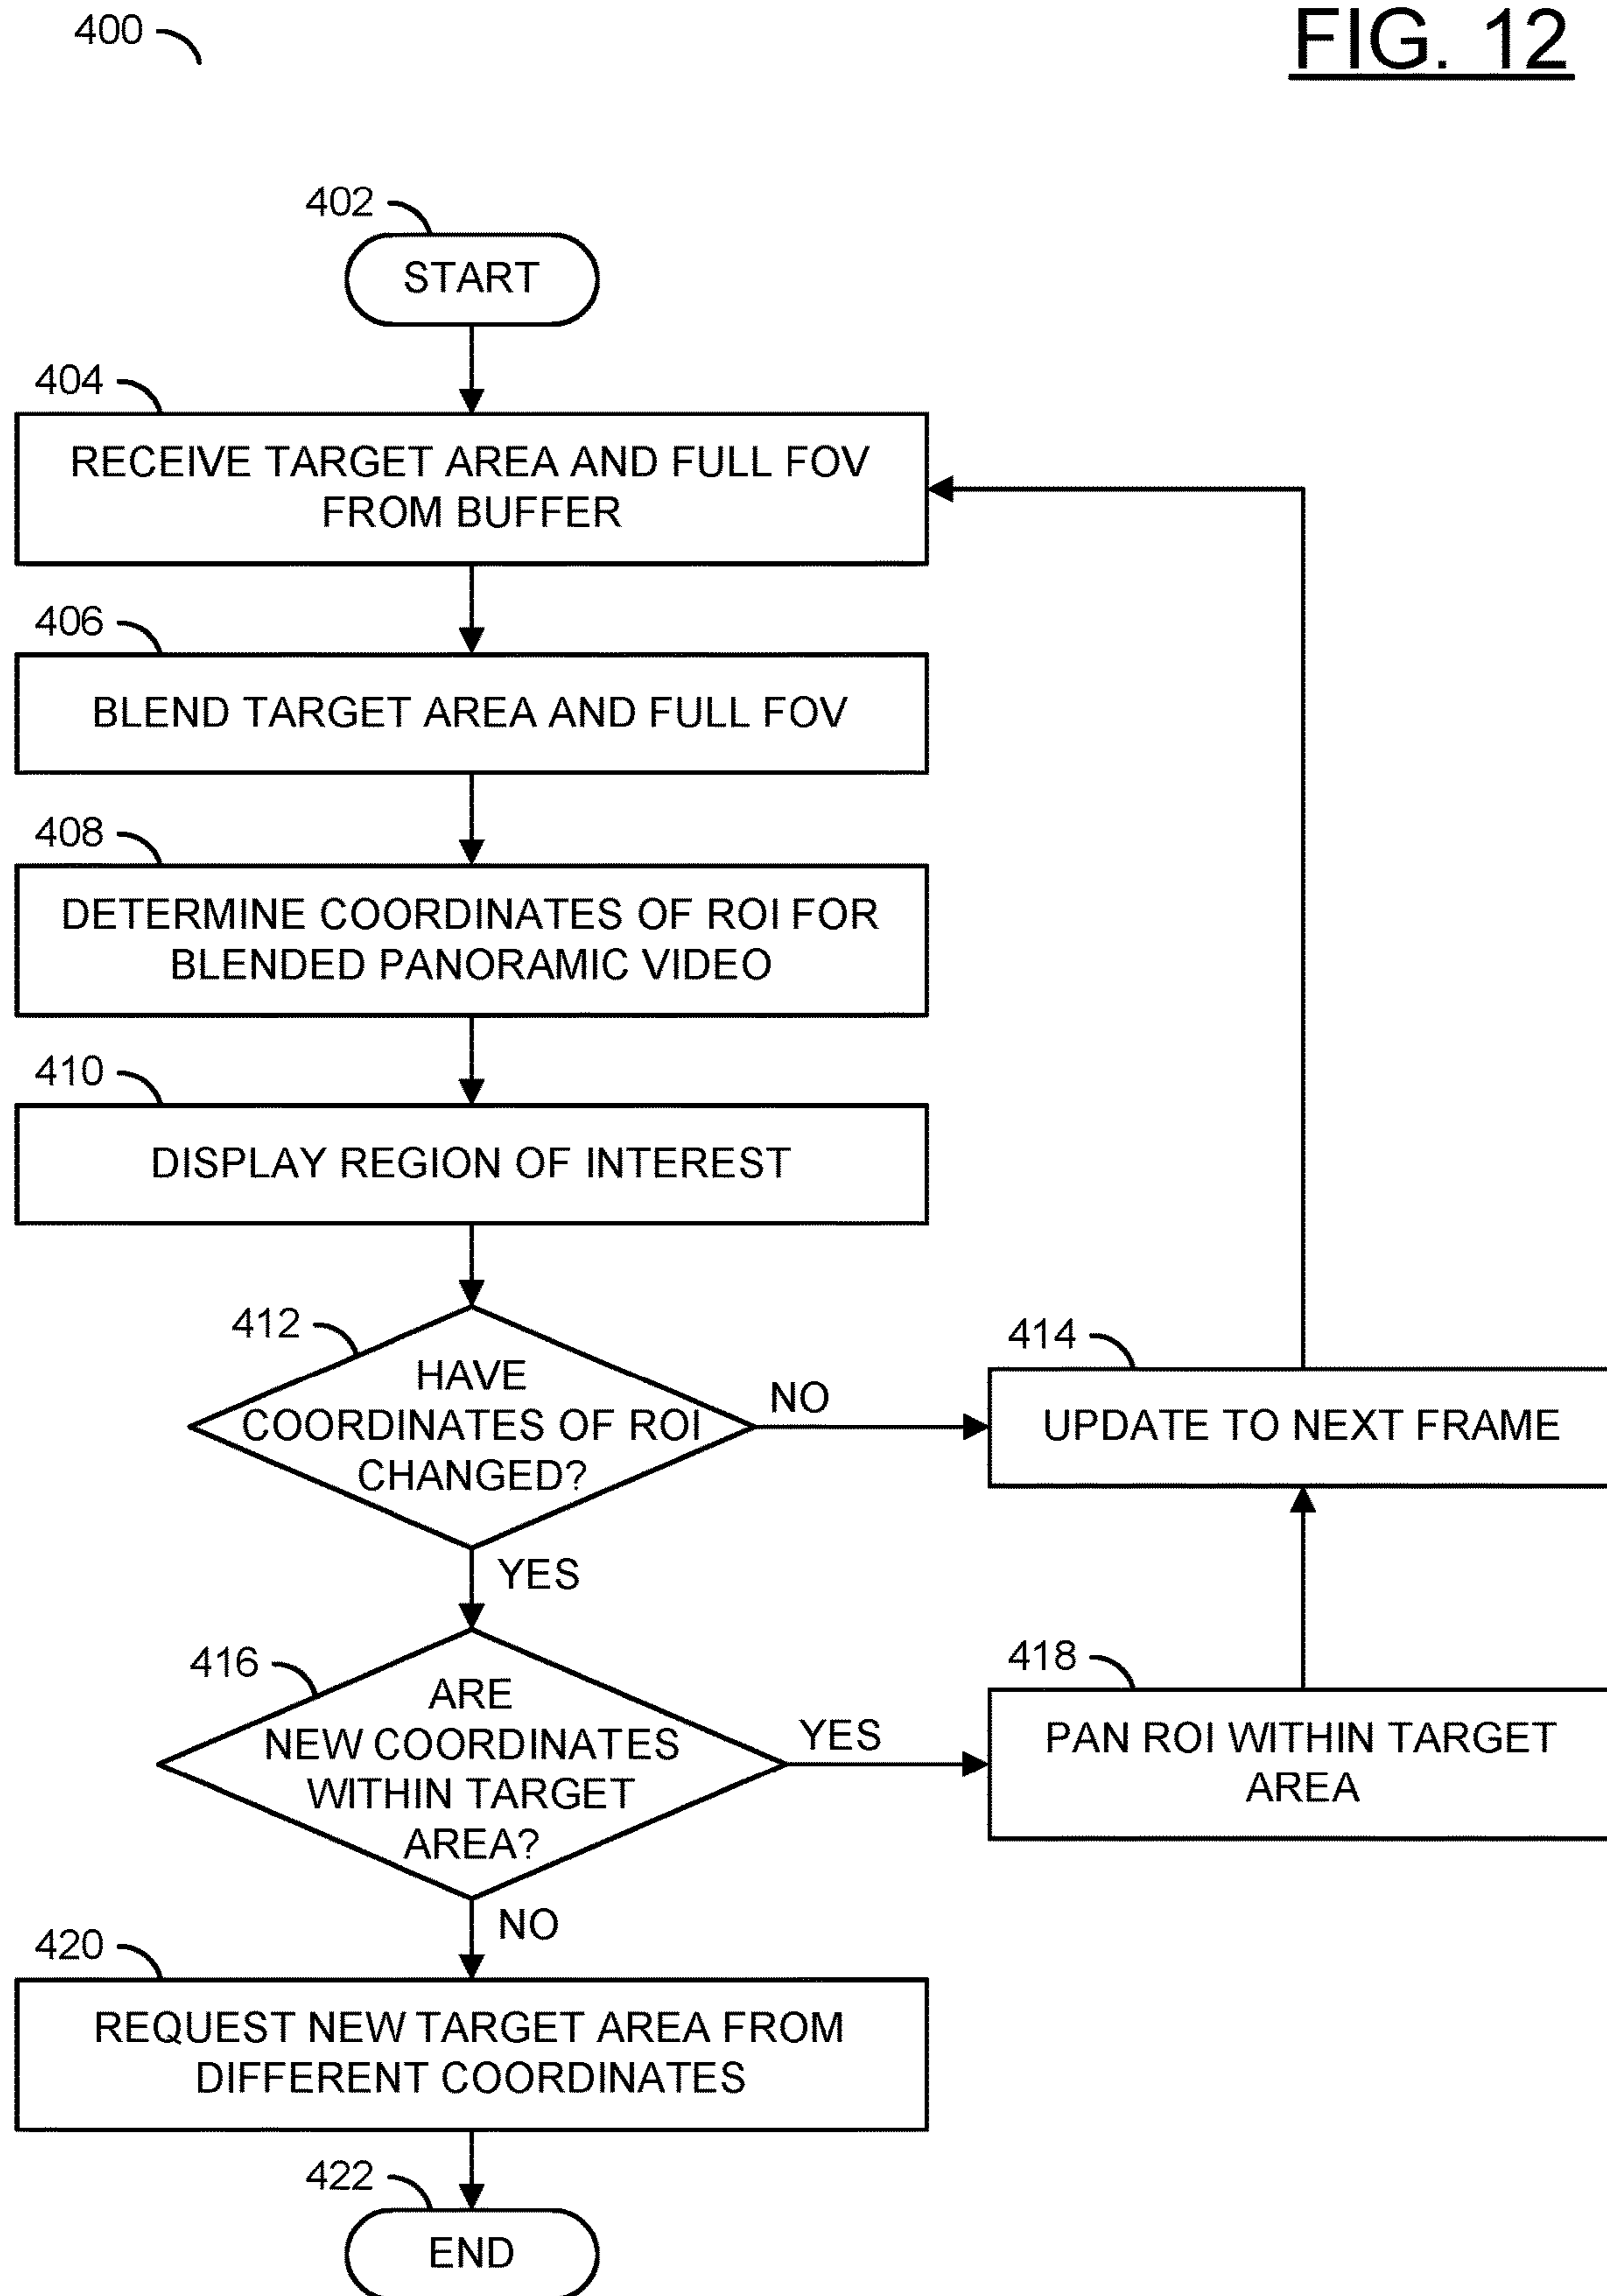 400
FIG. 12
402
START
404
RECEIVE TARGET AREA AND FULL FOV
FROM BUFFER
406
BLEND TARGET AREA AND FULL FOV
408
DETERMINE COORDINATES OF ROI FOR
BLENDED PANORAMIC VIDEO
410
DISPLAY REGION OF INTEREST
412
HAVE
COORDINATES OF ROI
CHANGED?
NO
414
UPDATE TO NEXT FRAME
YES
416
ARE
NEW COORDINATES
WITHIN TARGET
AREA?
YES
418
PAN ROI WITHIN TARGET
AREA
NO
420
REQUEST NEW TARGET AREA FROM
DIFFERENT COORDINATES
422
END